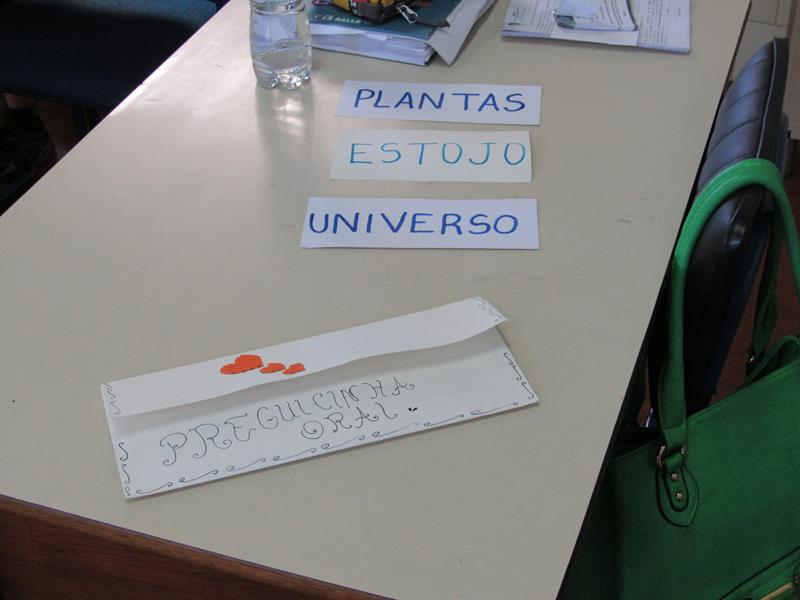 PLANTAS
ESTOJO
UNIVERSO
PREGUICINHA
ORAL